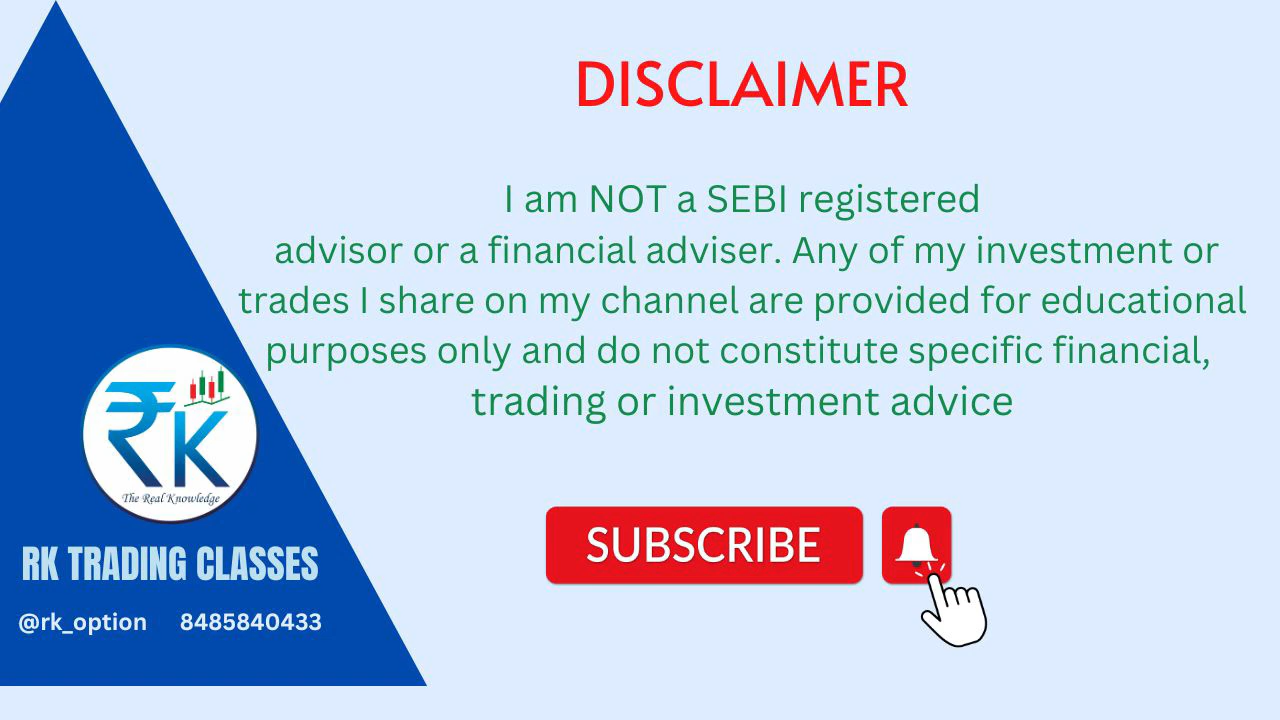 DISCLAIMER
I am NOT a SEBI registered
advisor or a financial adviser. Any of my investment or
trades I share on my channel are provided for educational
purposes only and do not constitute specific financial,
trading or investment advice
SUBSCRIBE
₹K
The Real Knowledge
RK TRADING CLASSES
@rk_option 8485840433